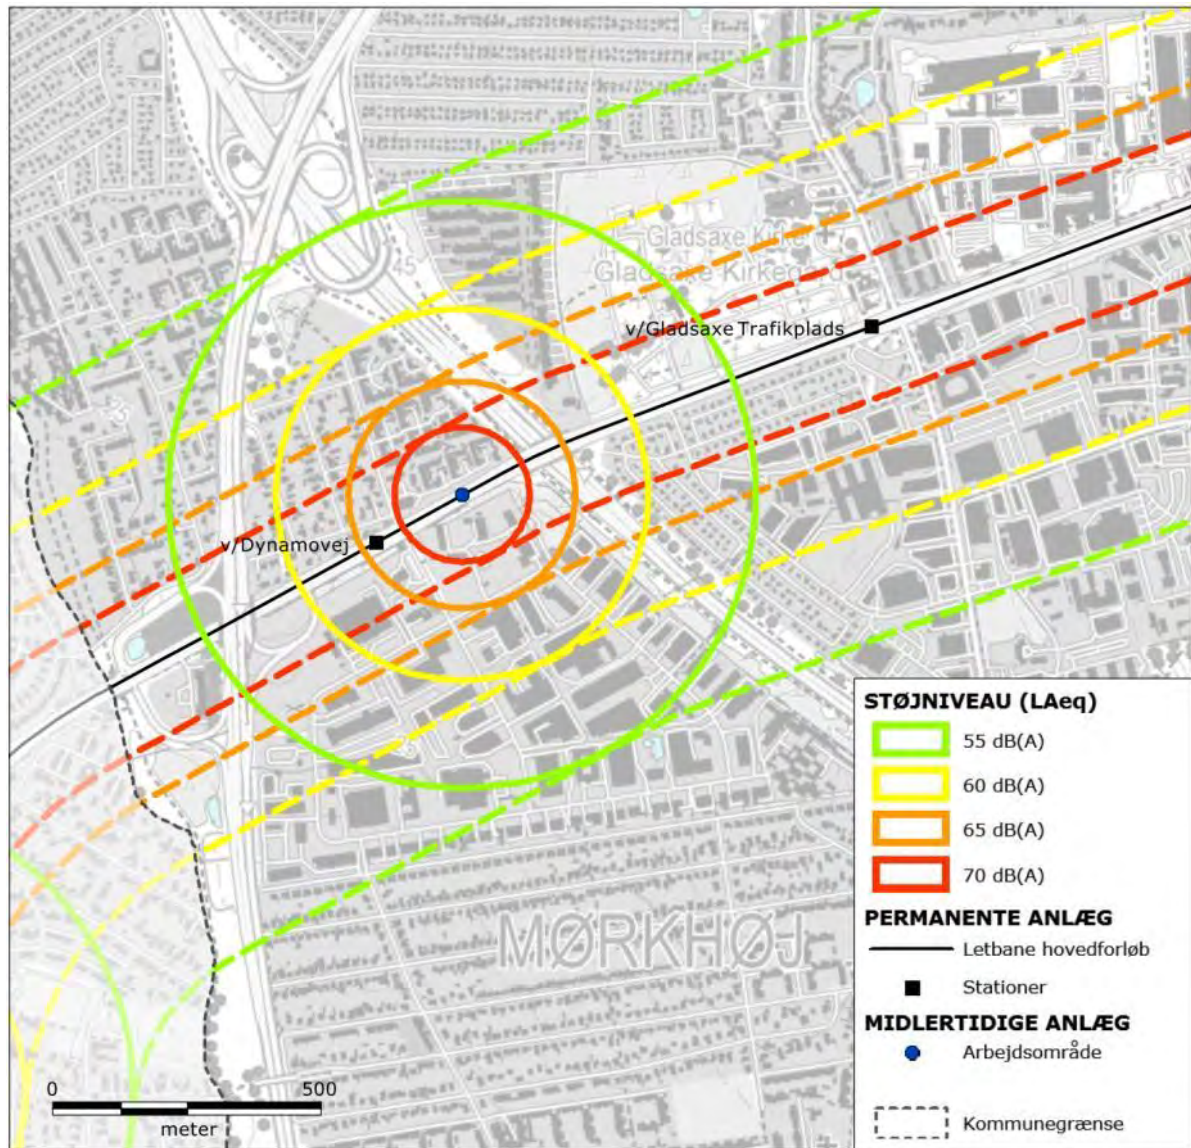 45
Gladsaxe Kirke
Gladsaxe Kirkegård
v/Gladsaxe Trafikplads
v/Dynamovej
STØJNIVEAU (LAeq)
55 dB(A)
60 dB(A)
65 dB(A)
70 dB(A)
PERMANENTE ANLÆG
Letbane hovedforløb
Stationer
MIDLERTIDIGE ANLÆG
Arbejdsområde
Kommunegrænse
MØRKHØJ
0 500
meter